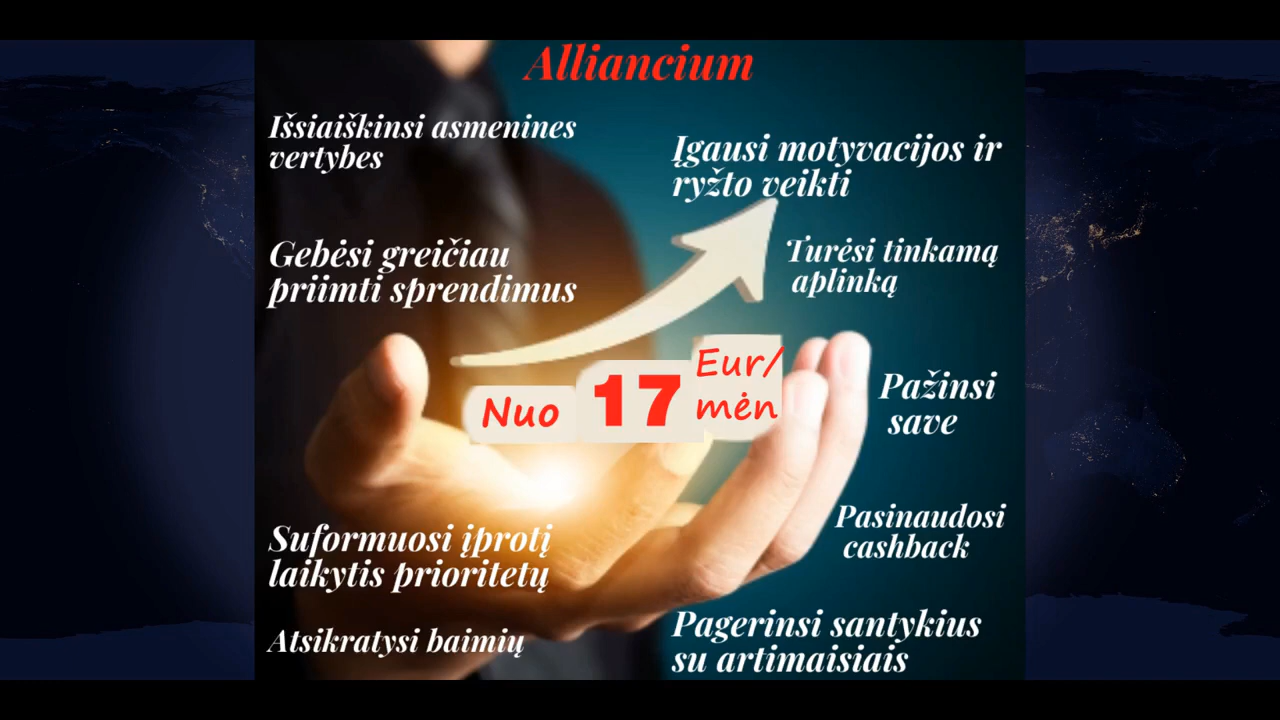 Alliancium
Išsiaiškinsi asmenines
vertybes
Įgausi motyvacijos ir
ryžto veikti
Gebėsi greičiau
priimti sprendimus
Turėsi tinkamą
aplinką
Nuo 17 Eur/
mėn
Pažinsi
save
Suformuosi įprotį
laikytis prioritetų
Pasinaudosi
cashback
Atsikratysi baimių
Pagerinsi santykius
su artimaisiais